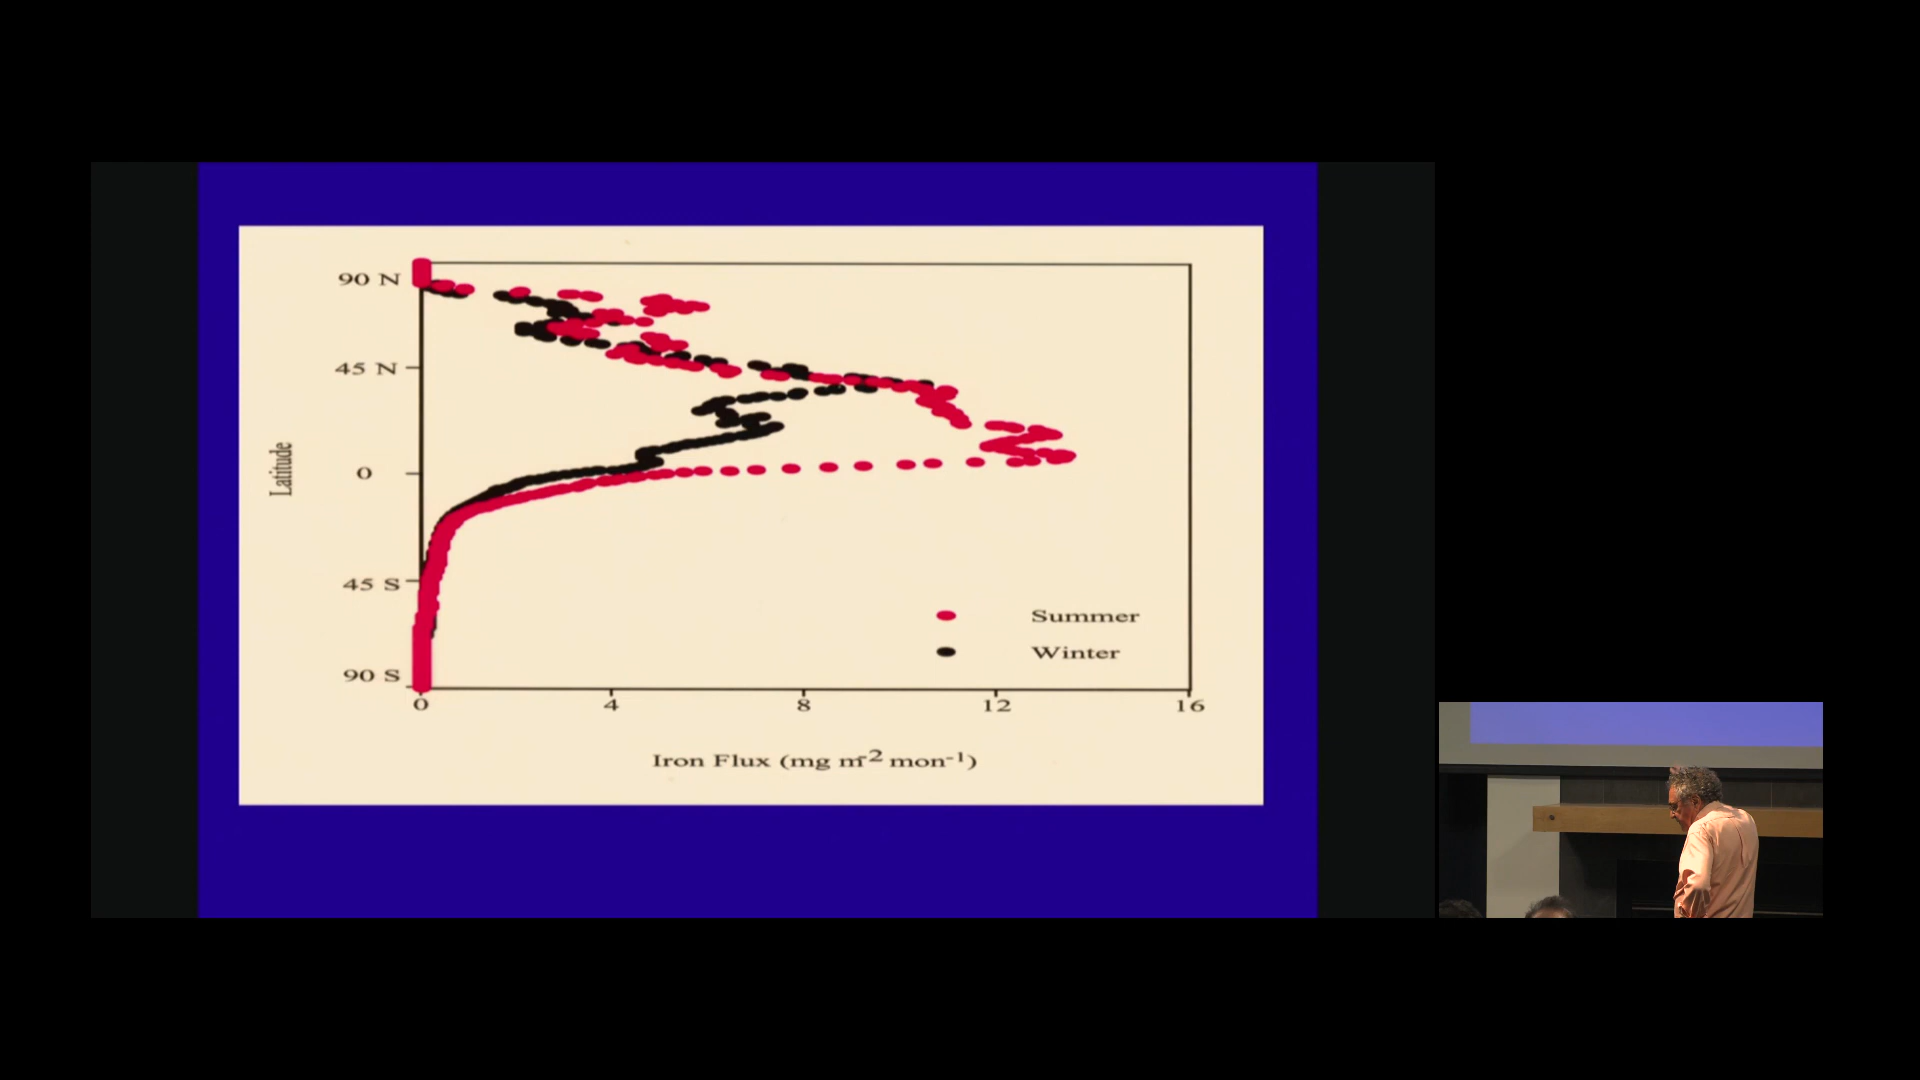 90 N
45 N
0
45 S
90 S
Latitude
0 4 8 12 16
Iron Flux (mg m-2 mon-1)
Summer
Winter